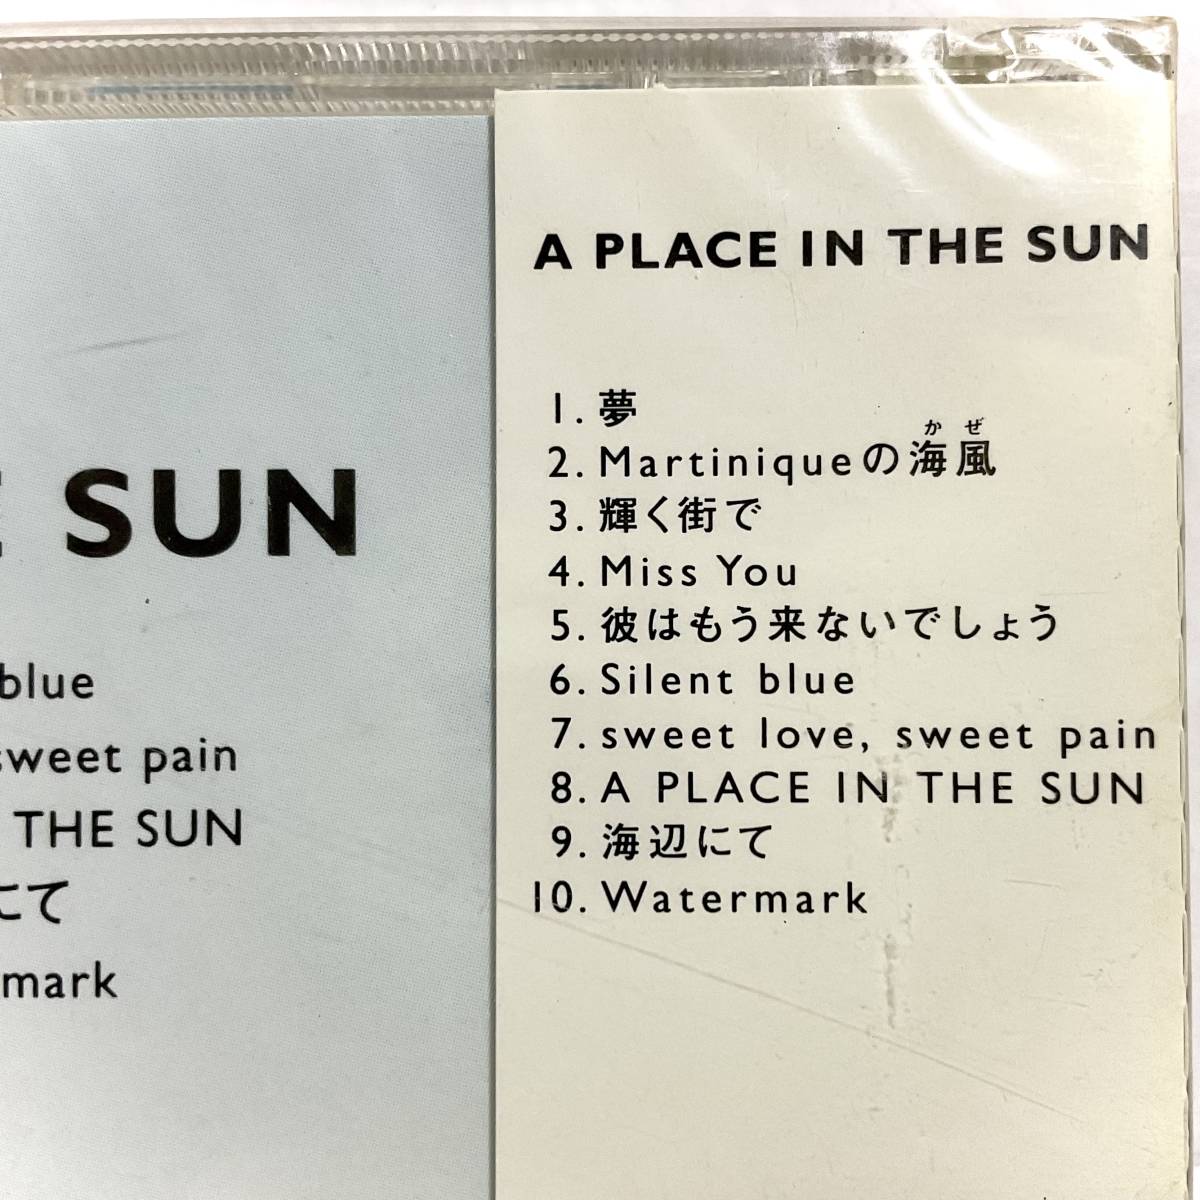 SUN
blue
sweet pain
THE SUN
にて
mark
A PLACE IN THE SUN
1. 夢
かぜ
2. Martiniqueの海風
3. 輝く街で
4. Miss You
5. 彼はもう来ないでしょう
6. Silent blue
7. sweet love, sweet pain
8. A PLACE IN THE SUN
9. 海辺にて
10. Watermark